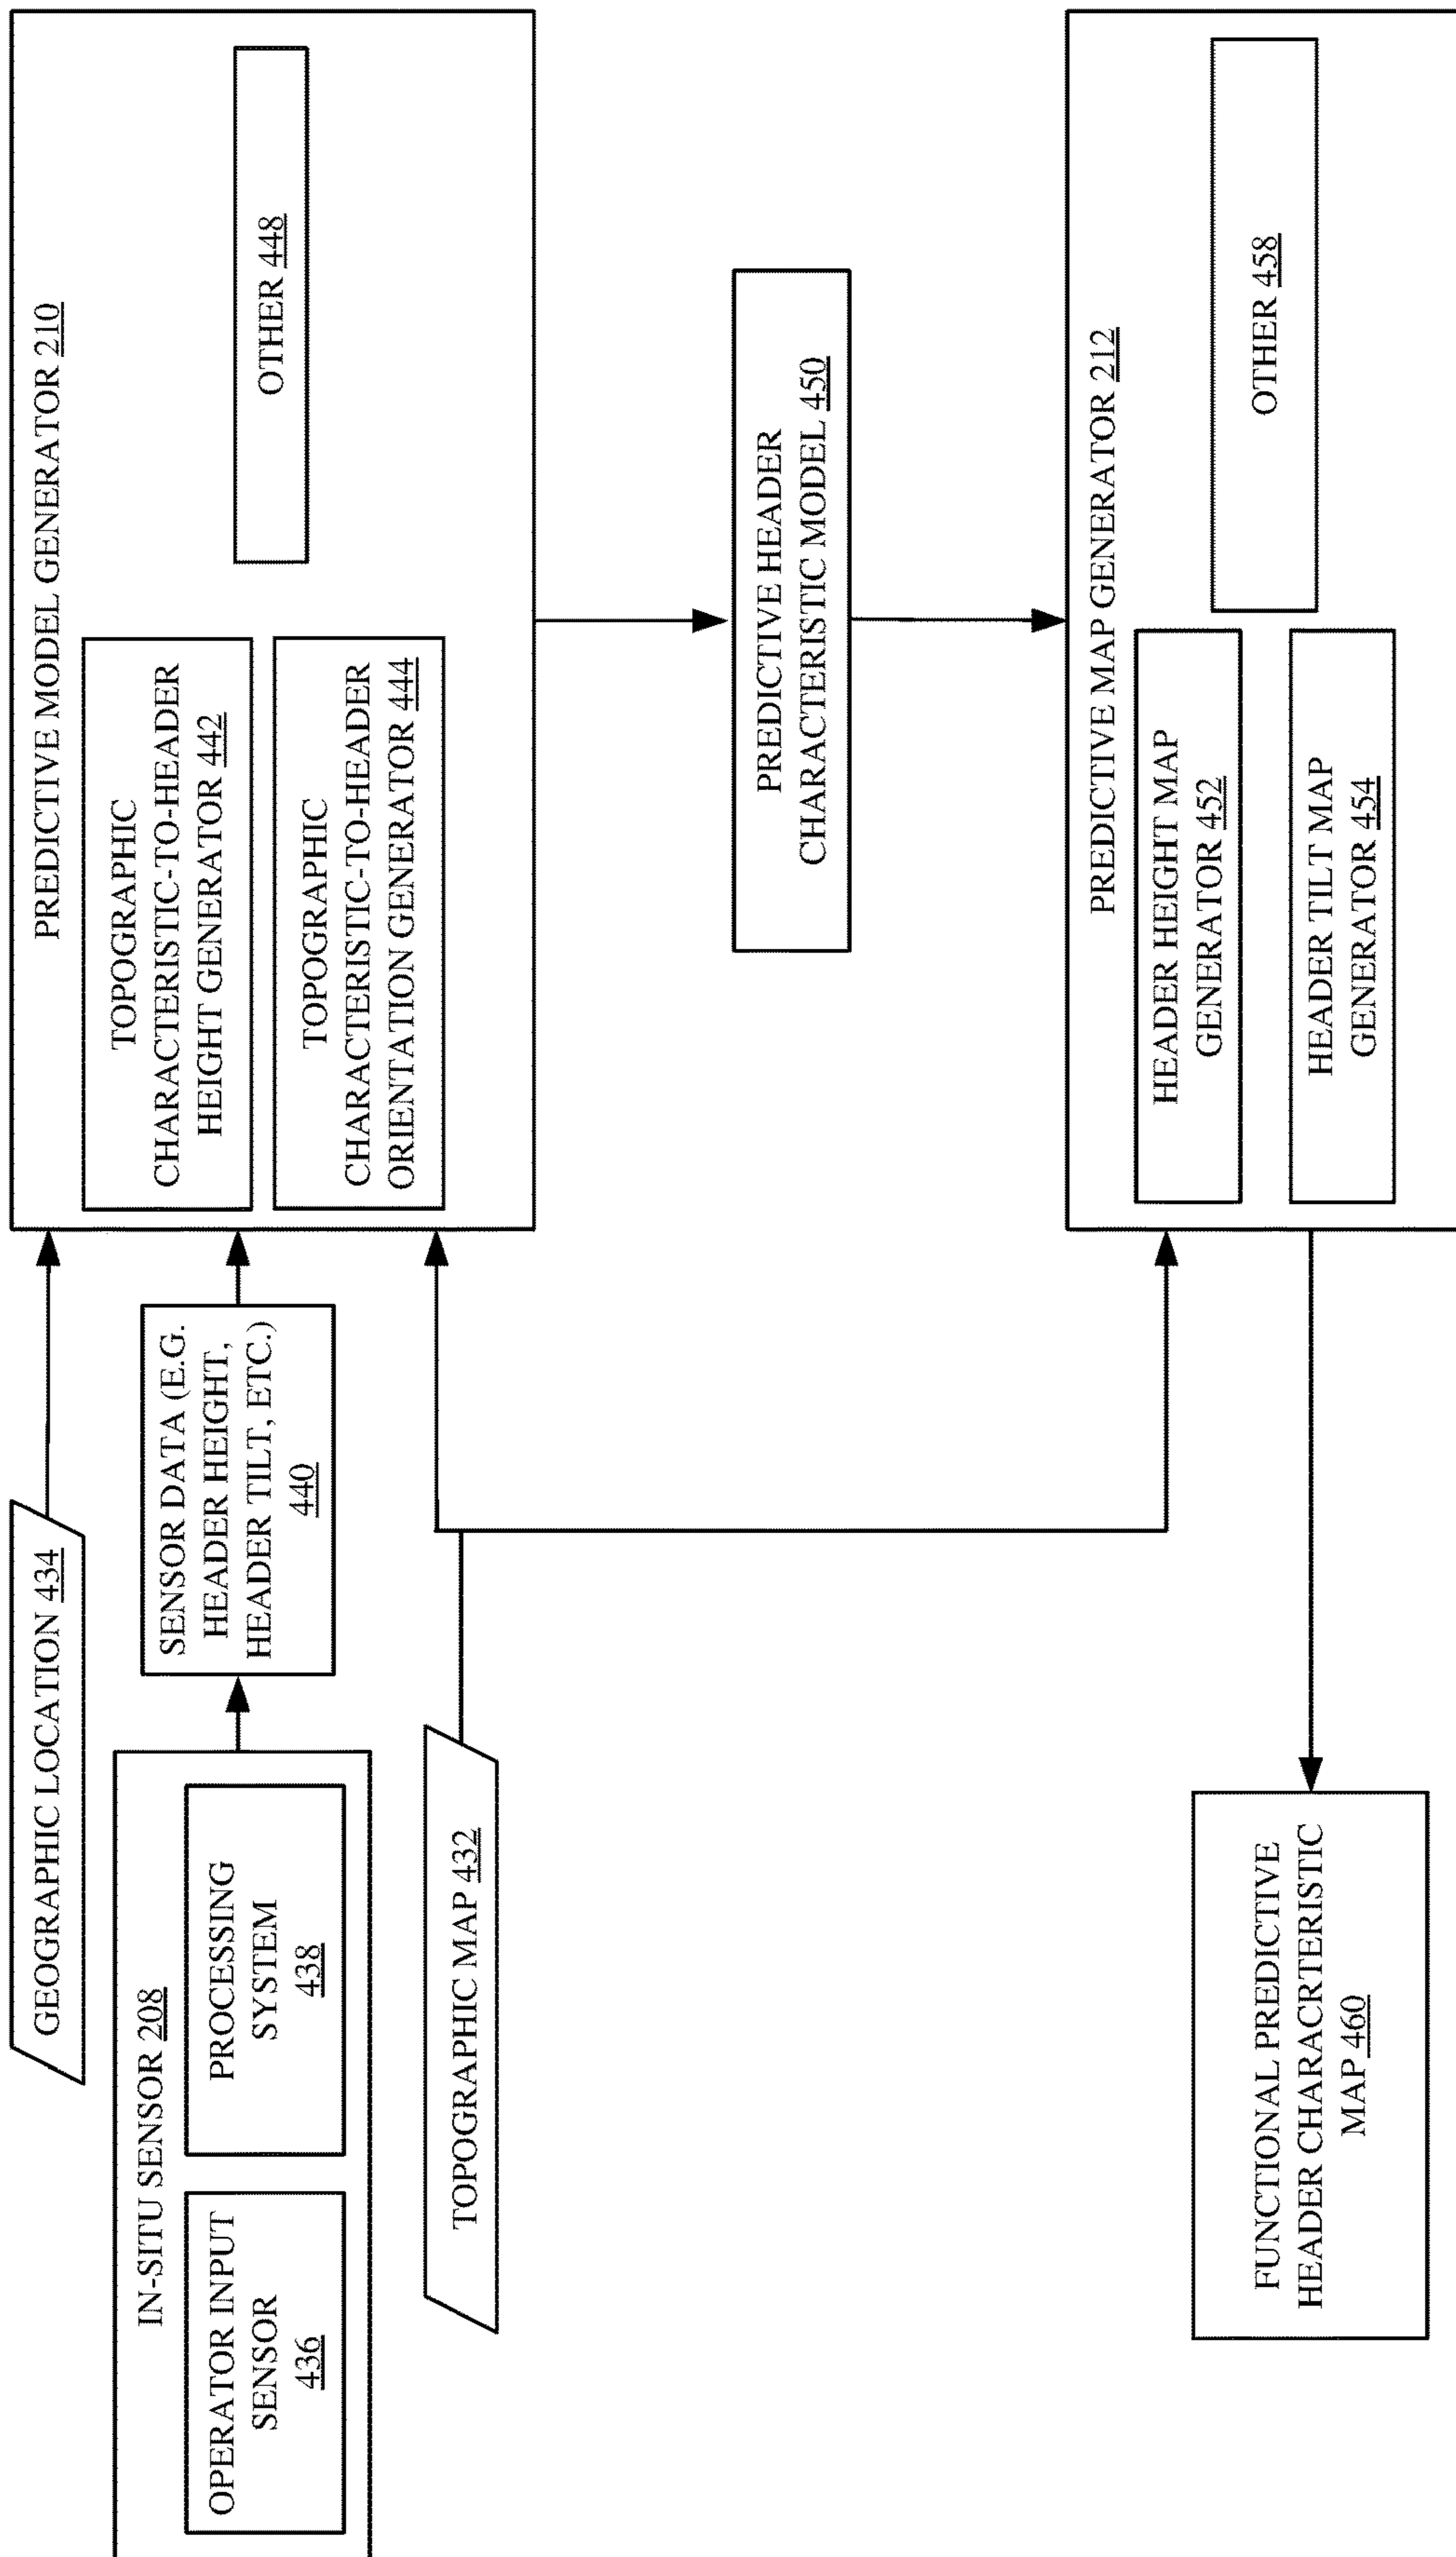 GEOGRAPHIC LOCATION 434
IN-SITU SENSOR 208
OPERATOR INPUT
SENSOR
436
PROCESSING
SYSTEM
438
SENSOR DATA (E.G.
HEADER HEIGHT,
HEADER TILT, ETC.)
440
TOPOGRAPHIC MAP 432
PREDICTIVE MODEL GENERATOR 210
TOPOGRAPHIC
CHARACTERISTIC-TO-HEADER
HEIGHT GENERATOR 442
TOPOGRAPHIC
CHARACTERISTIC-TO-HEADER
ORIENTATION GENERATOR 444
OTHER 448
PREDICTIVE HEADER
CHARACTERISTIC MODEL 450
PREDICTIVE MAP GENERATOR 212
HEADER HEIGHT MAP
GENERATOR 452
HEADER TILT MAP
GENERATOR 454
OTHER 458
FUNCTIONAL PREDICTIVE
HEADER CHARACRTERISTIC
MAP 460